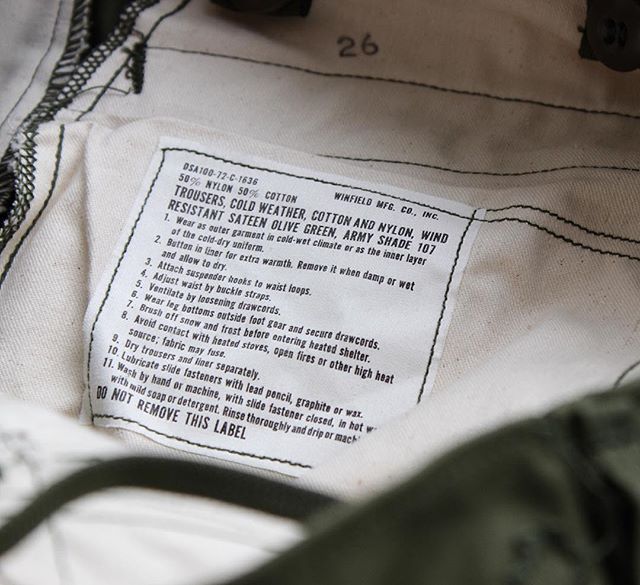 26
DSA100-72-C-1636
50% NYLON 50% COTTON WINFIELD MFG. CO., INC.
TROUSERS, COLD WEATHER, COTTON AND NYLON, WIND
RESISTANT SATEEN OLIVE GREEN, ARMY SHADE 107
1. Wear as outer garment in cold-wet climate or as the inner layer
of the cold-dry uniform.
2. Button in liner for extra warmth. Remove it when damp or wet
and allow to dry.
3. Attach suspender hooks to waist loops.
4. Adjust waist by buckle straps.
5. Ventilate by loosening drawcords.
6. Wear leg bottoms outside foot gear and secure drawcords.
7. Brush off snow and frost before entering heated shelter.
8. Avoid contact with heated stoves, open fires or other high heat
source; fabric may fuse.
9. Dry trousers and liner separately.
10. Lubricate slide fasteners with lead pencil, graphite or wax.
11. Wash by hand or machine, with slide fastener closed, in hot w
with mild soap or detergent. Rinse thoroughly and drip or mach
DO NOT REMOVE THIS LABEL